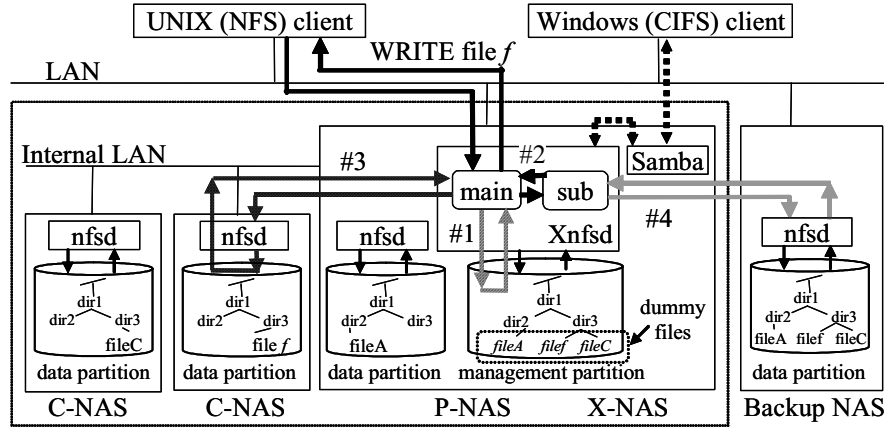 UNIX (NFS) client
Windows (CIFS) client
WRITE file f
LAN
Internal LAN
#3
#2
Samba
main
sub
#4
#1
Xnfsd
nfsd
nfsd
nfsd
nfsd
dir1
dir2
dir3
fileC
data partition
dir1
dir2
dir3
file f
data partition
dir1
dir2
dir3
fileA
data partition
dir1
dir2
dir3
fileA
filef
fileC
management partition
dummy
files
dir1
dir2
dir3
fileA
filef
fileC
data partition
C-NAS
C-NAS
P-NAS
X-NAS
Backup NAS